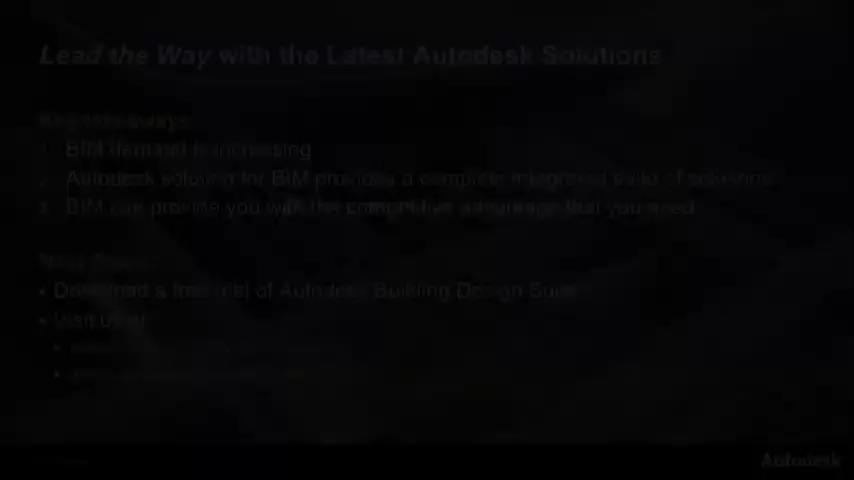 Lead the Way with the Latest Autodesk Solutions
Key takeaways
1. BIM demand is increasing
2. Autodesk solution for BIM provides a complete integrated suite of solutions
3. BIM can provide you with the competitive advantage that you need
Next Steps
• Download a free trial of Autodesk Building Design Suite
• Visit us at
Autodesk